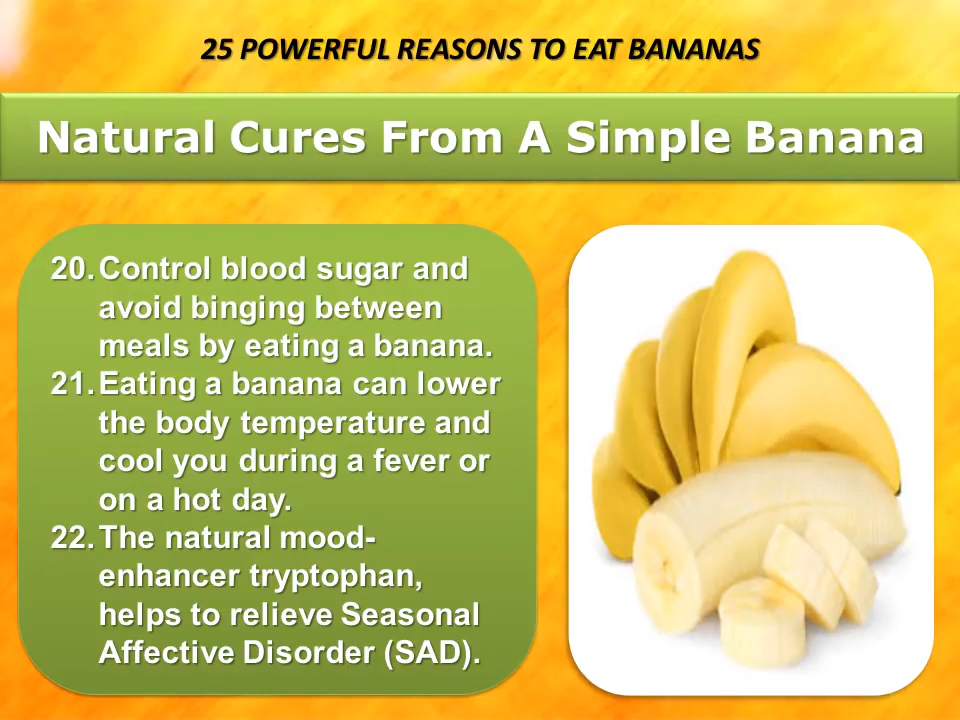 25 POWERFUL REASONS TO EAT BANANAS
Natural Cures From A Simple Banana
20. Control blood sugar and
avoid binging between
meals by eating a banana.
21. Eating a banana can lower
the body temperature and
cool you during a fever or
on a hot day.
22. The natural mood-
enhancer tryptophan,
helps to relieve Seasonal
Affective Disorder (SAD).